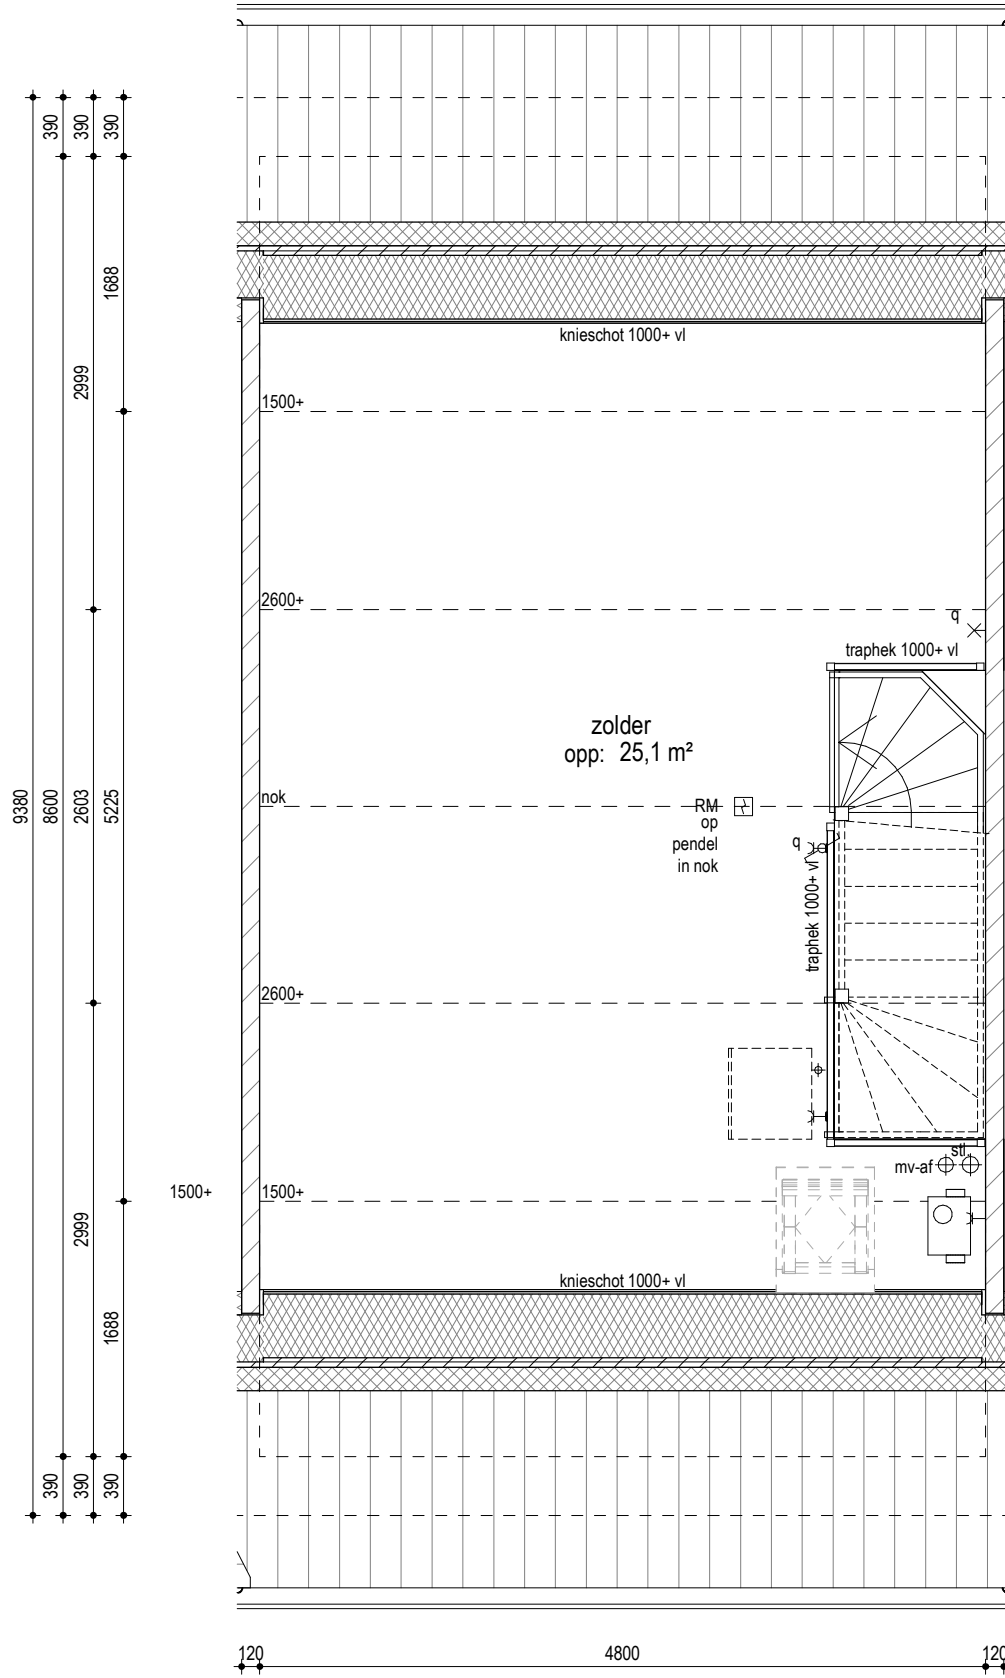 390
390
390
1688
2999
9380
8600
2603
5225
2999
1688
390
390
390
knieschot 1000+ vl
1500+
2600+
q
traphek 1000+ vl
zolder
opp: 25,1 m²
nok
RM
op
pendel
in nok
q
traphek 1000+ vl
2600+
stl.
mv-af
1500+
1500+
knieschot 1000+ vl
120
4800
120